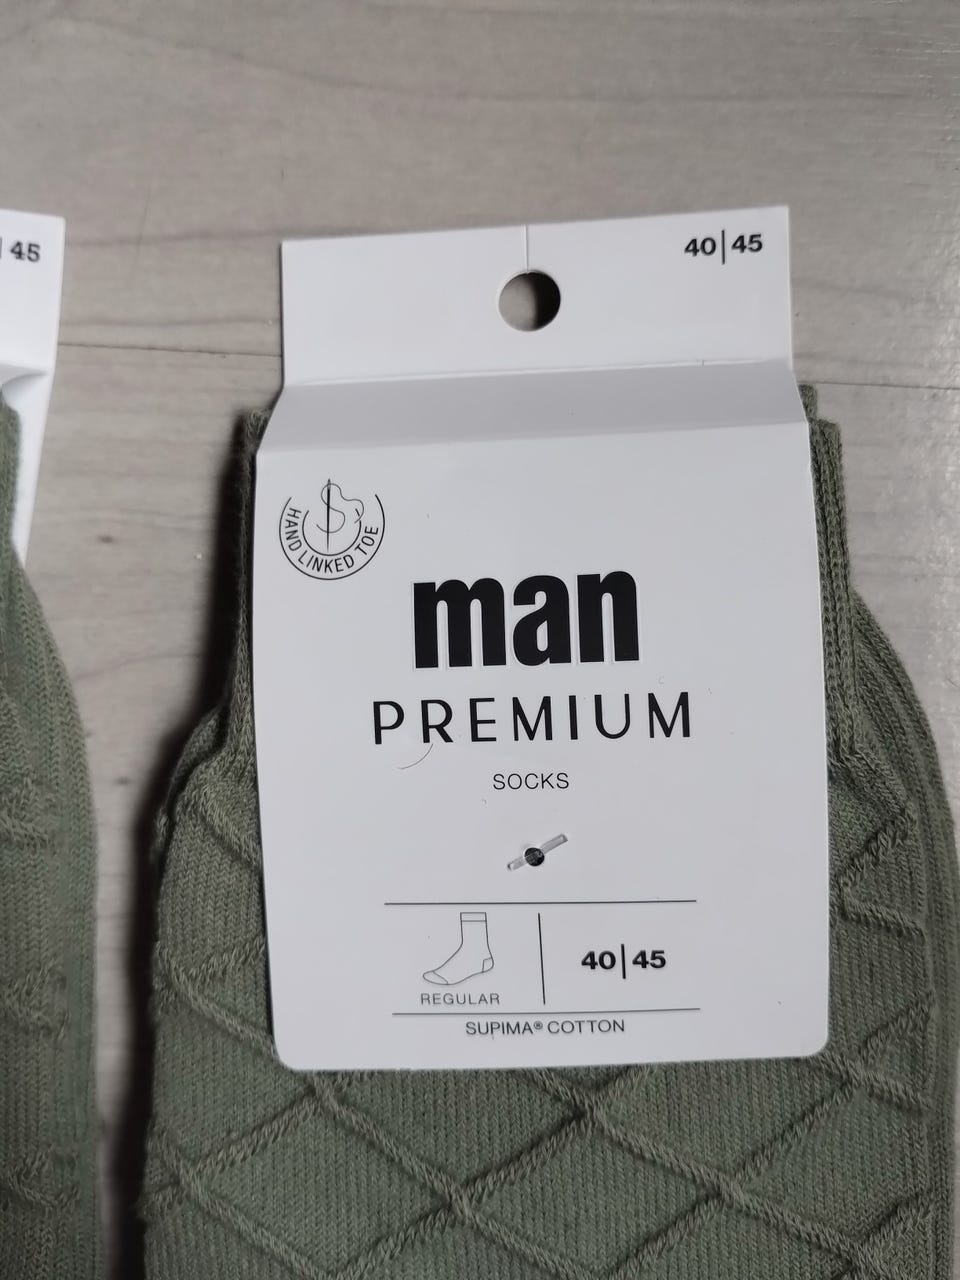 | 45
40|45
HAND LINKED TOE
man
PREMIUM
SOCKS
40|45
REGULAR
SUPIMA® COTTON